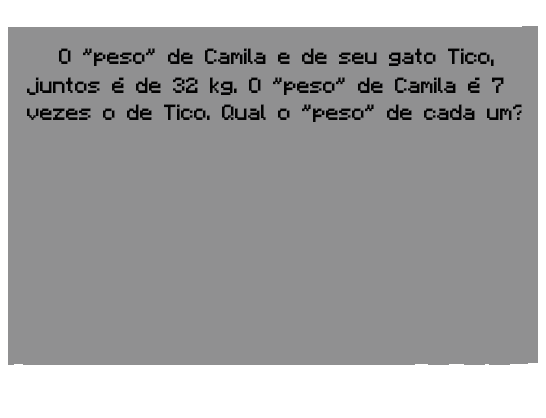 O "peso" de Camila e de seu gato Tico,
juntos é de 32 kg. O "peso" de Camila é 7
vezes o de Tico. Qual o "peso" de cada um?